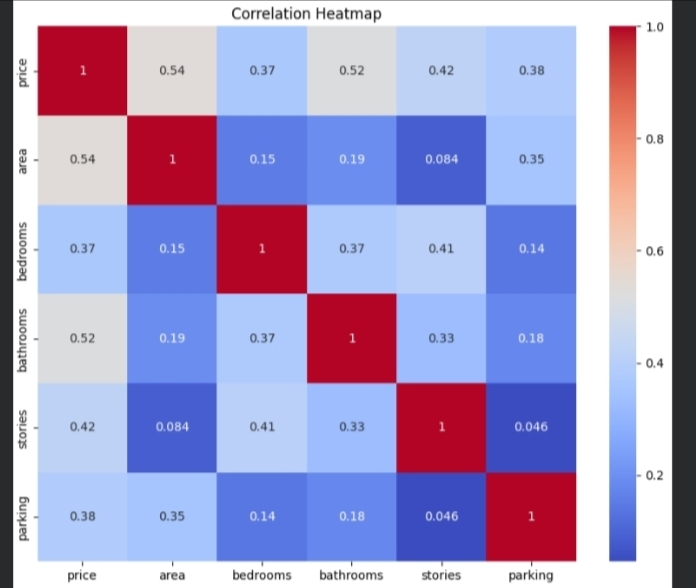 Correlation Heatmap
price 1 0.54 0.37 0.52 0.42 0.38
area 0.54 1 0.15 0.19 0.084 0.35
bedrooms 0.37 0.15 1 0.37 0.41 0.14
bathrooms 0.52 0.19 0.37 1 0.33 0.18
stories 0.42 0.084 0.41 0.33 1 0.046
parking 0.38 0.35 0.14 0.18 0.046 1
price area bedrooms bathrooms stories parking
1.0
0.8
0.6
0.4
0.2